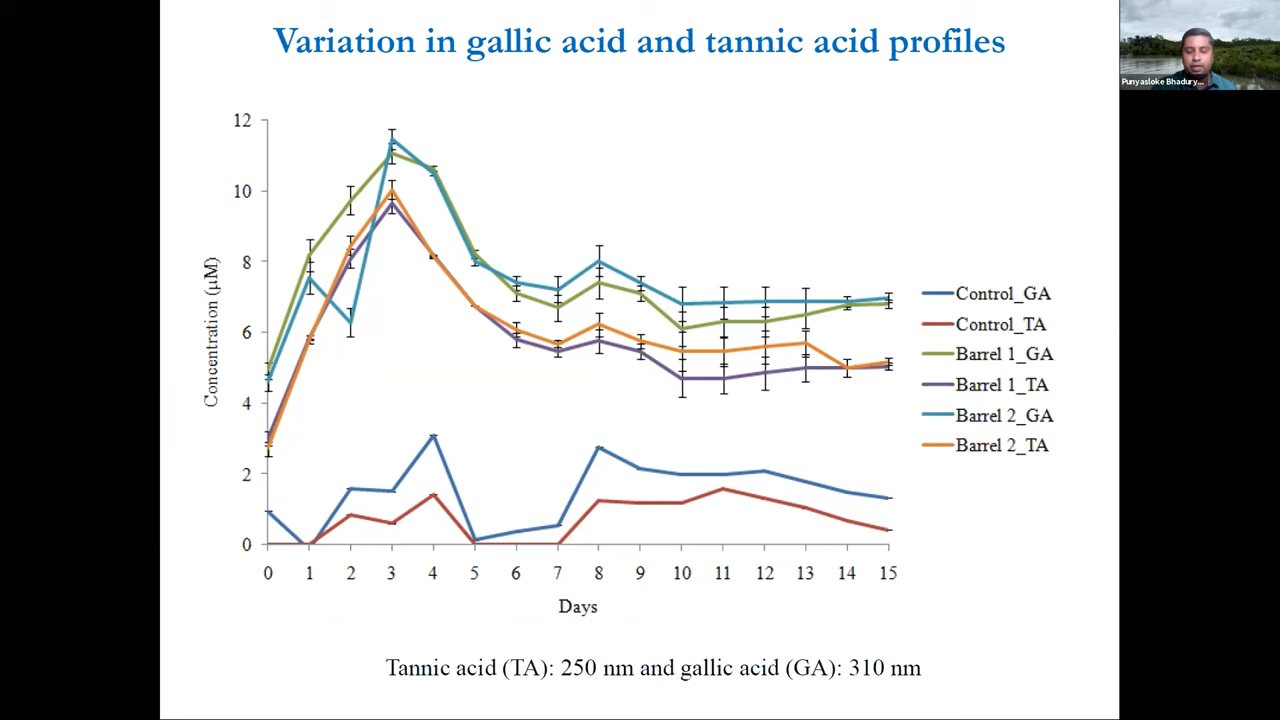 Variation in gallic acid and tannic acid profiles
Punyasloke Bhadury...
12
10
8
6
4
2
0
Concentration (μM)
0 1 2 3 4 5 6 7 8 9 10 11 12 13 14 15
Days
Control_GA
Control_TA
Barrel 1_GA
Barrel 1_TA
Barrel 2_GA
Barrel 2_TA
Tannic acid (TA): 250 nm and gallic acid (GA): 310 nm